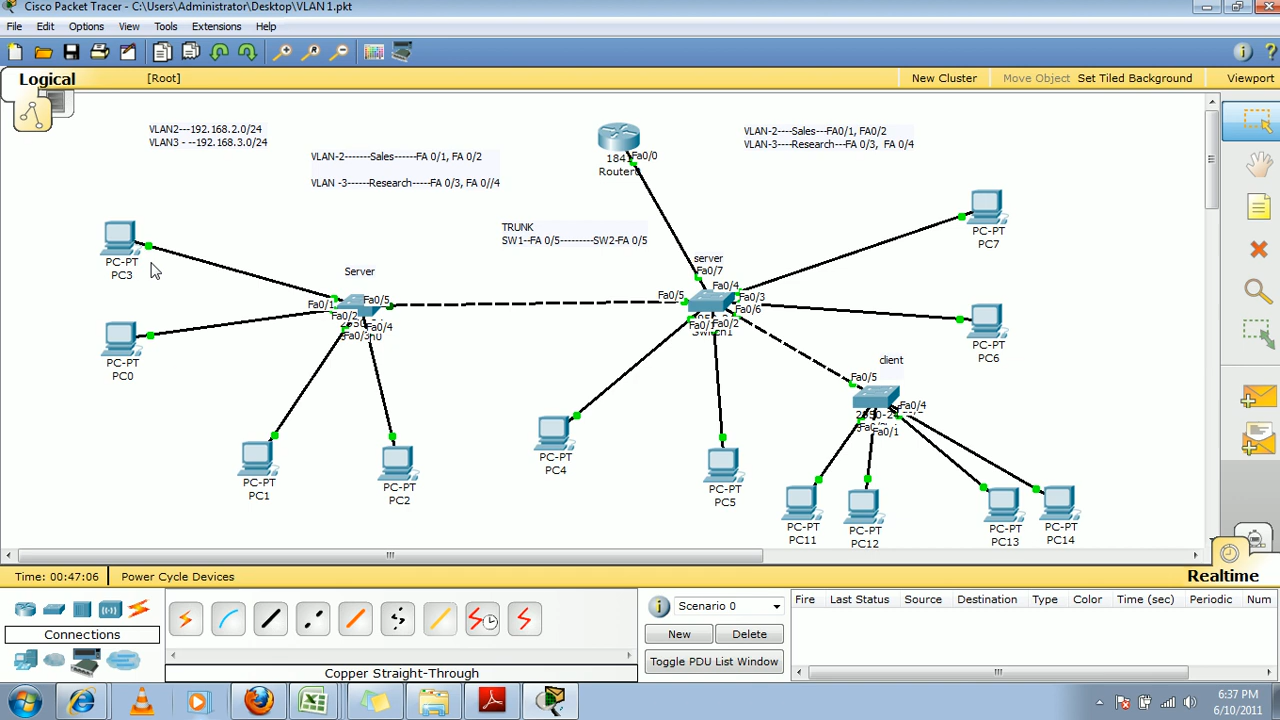 Cisco Packet Tracer - C:\Users\Administrator\Desktop\VLAN 1.pkt
File Edit Options View Tools Extensions Help
Logical [Root] New Cluster Move Object Set Tiled Background Viewport
VLAN2---192.168.2.0/24
VLAN3 - --192.168.3.0/24
VLAN-2-------Sales------FA 0/1, FA 0/2
VLAN -3------Research-----FA 0/3, FA 0//4
VLAN-2----Sales---FA0/1, FA0/2
VLAN-3----Research---FA 0/3, FA 0/4
Fa0/0
Router0
TRUNK
SW1--FA 0/5---------SW2-FA 0/5
PC-PT
PC7
PC-PT
PC3
Server
Fa0/1
Fa0/5
Fa0/2
Fa0/4
server
Fa0/7
Fa0/4
Fa0/5
Fa0/3
Fa0/6
Fa0/2
Switch1
PC-PT
PC6
PC-PT
PC0
client
Fa0/5
Fa0/4
Fa0/1
PC-PT
PC1
PC-PT
PC2
PC-PT
PC4
PC-PT
PC5
PC-PT
PC11
PC-PT
PC12
PC-PT
PC13
PC-PT
PC14
Time: 00:47:06 Power Cycle Devices Realtime
Connections
Copper Straight-Through
Scenario 0
New Delete
Toggle PDU List Window
Fire Last Status Source Destination Type Color Time (sec) Periodic Num
6:37 PM
6/10/2011